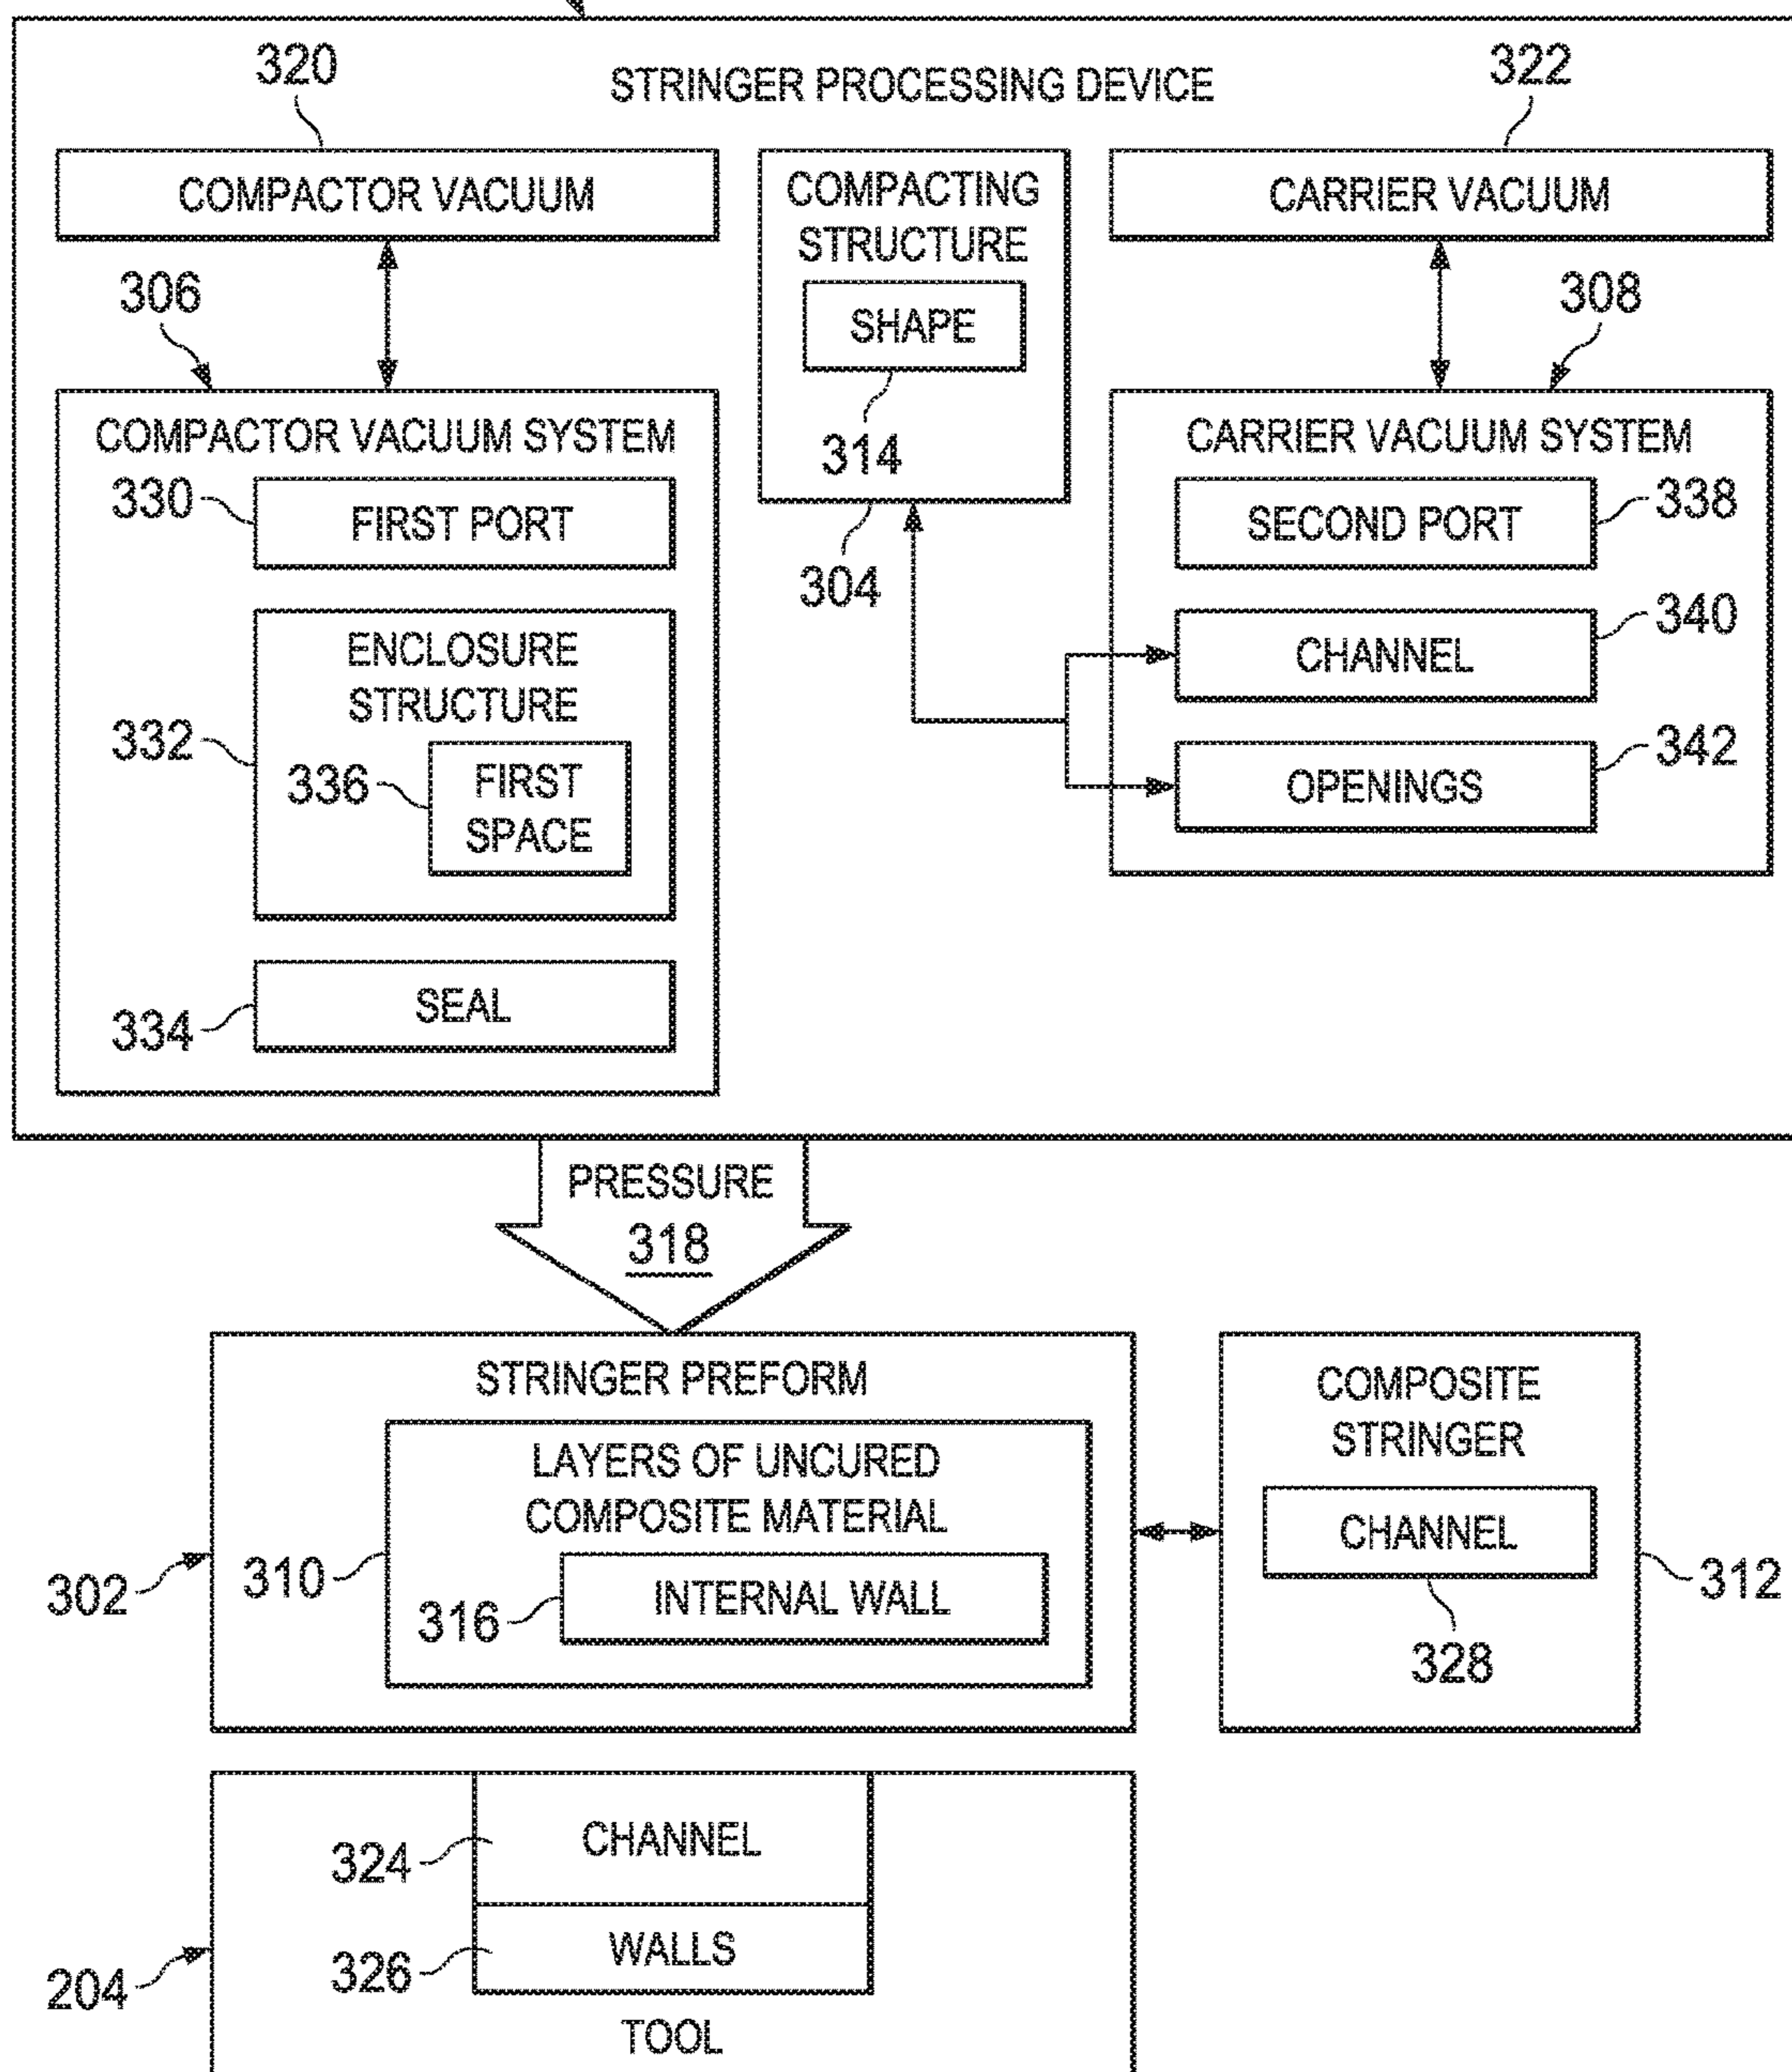 320
STRINGER PROCESSING DEVICE
322
COMPACTOR VACUUM
COMPACTING
STRUCTURE
SHAPE
314
304
CARRIER VACUUM
306
308
COMPACTOR VACUUM SYSTEM
330
FIRST PORT
332
ENCLOSURE
STRUCTURE
336
FIRST
SPACE
334
SEAL
CARRIER VACUUM SYSTEM
SECOND PORT
338
CHANNEL
340
OPENINGS
342
PRESSURE
318
STRINGER PREFORM
LAYERS OF UNCURED
COMPOSITE MATERIAL
302
310
316
INTERNAL WALL
COMPOSITE
STRINGER
CHANNEL
312
328
324
CHANNEL
326
WALLS
204
TOOL